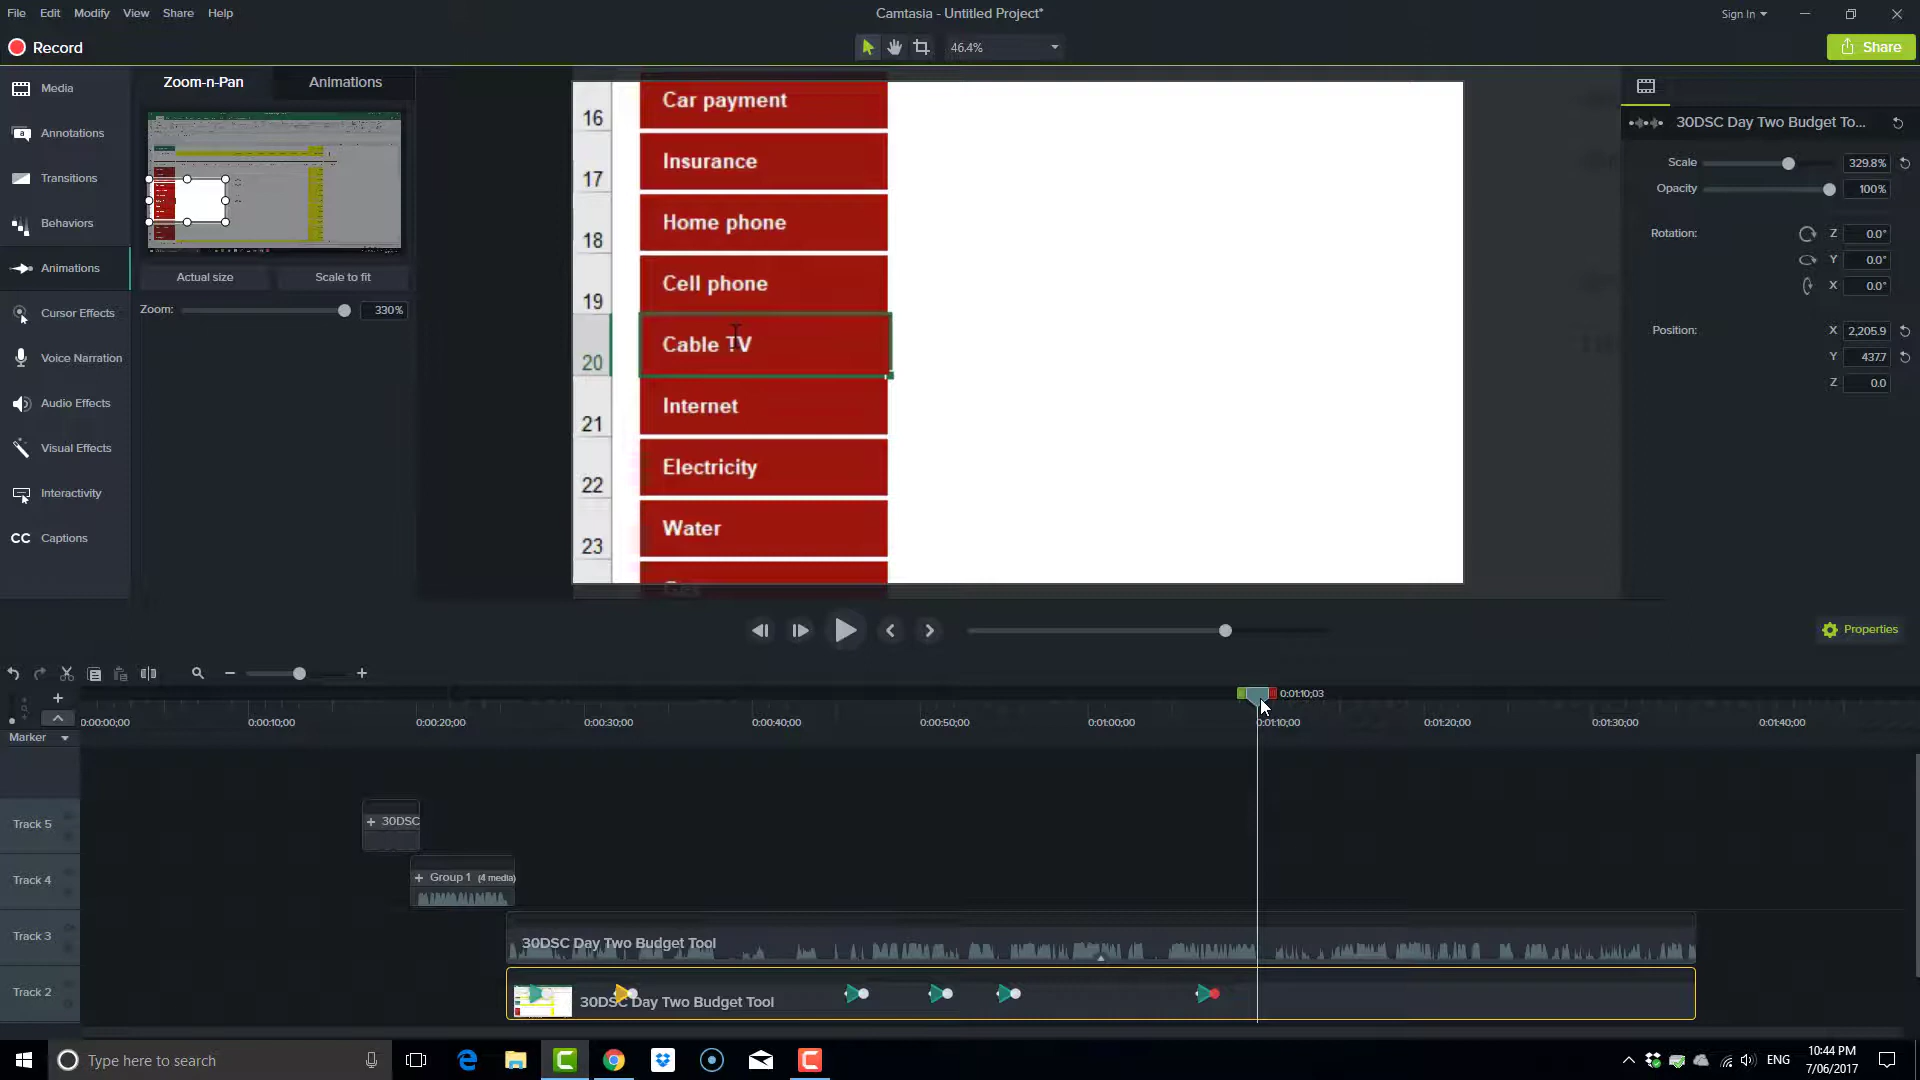 File Edit Modify View Share Help
Camtasia - Untitled Project*
Sign In
Record
46.4%
Share
Media
Annotations
Transitions
Behaviors
Animations
Cursor Effects
Voice Narration
Audio Effects
Visual Effects
Interactivity
CC Captions
Zoom-n-Pan Animations
Actual size Scale to fit
Zoom: 330%
16 Car payment
17 Insurance
18 Home phone
19 Cell phone
20 Cable TV
21 Internet
22 Electricity
23 Water
30DSC Day Two Budget To...
Scale 329.8%
Opacity 100%
Rotation: Z 0.0°
Y 0.0°
X 0.0°
Position: X 2,205.9
Y 437.7
Z 0.0
Properties
0:01:10;03
0:00:00;00 0:00:10;00 0:00:20;00 0:00:30;00 0:00:40;00 0:00:50;00 0:01:00;00 0:01:10;00 0:01:20;00 0:01:30;00 0:01:40;00
Marker
Track 5 + 30DSC
Track 4 + Group 1 (4 media)
Track 3 30DSC Day Two Budget Tool
Track 2 30DSC Day Two Budget Tool
Type here to search
ENG
10:44 PM
7/06/2017